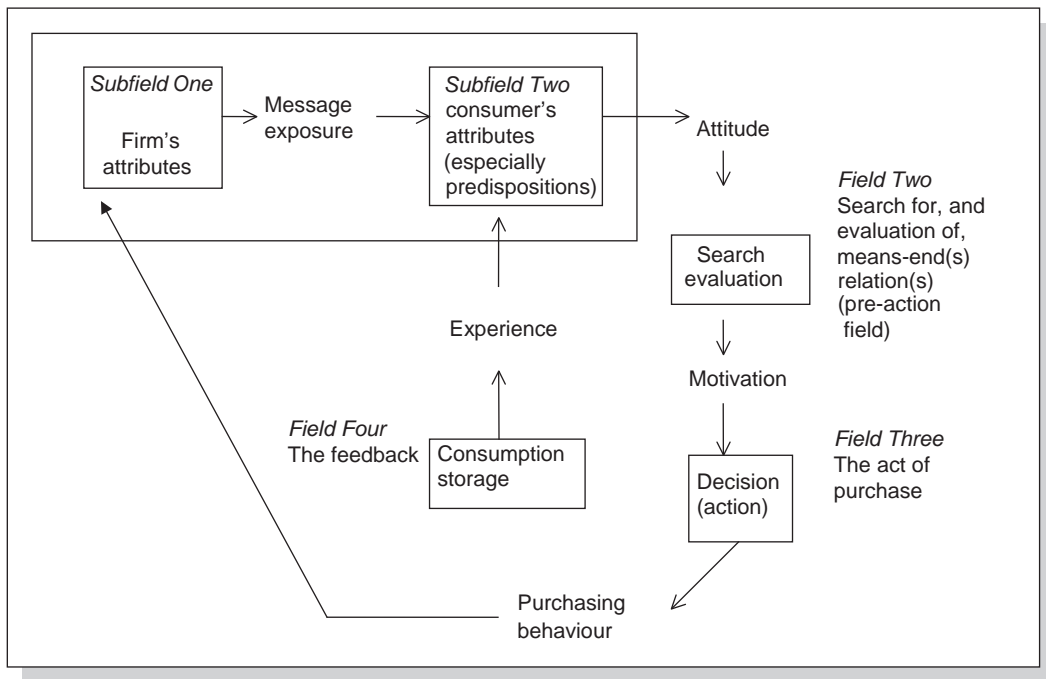 Subfield One
Firm's
attributes
Message
exposure
Subfield Two
consumer's
attributes
(especially
predispositions)
Attitude
Field Two
Search for, and
evaluation of,
means-end(s)
relation(s)
(pre-action
field)
Search
evaluation
Experience
Motivation
Field Four
The feedback
Consumption
storage
Field Three
The act of
purchase
Decision
(action)
Purchasing
behaviour